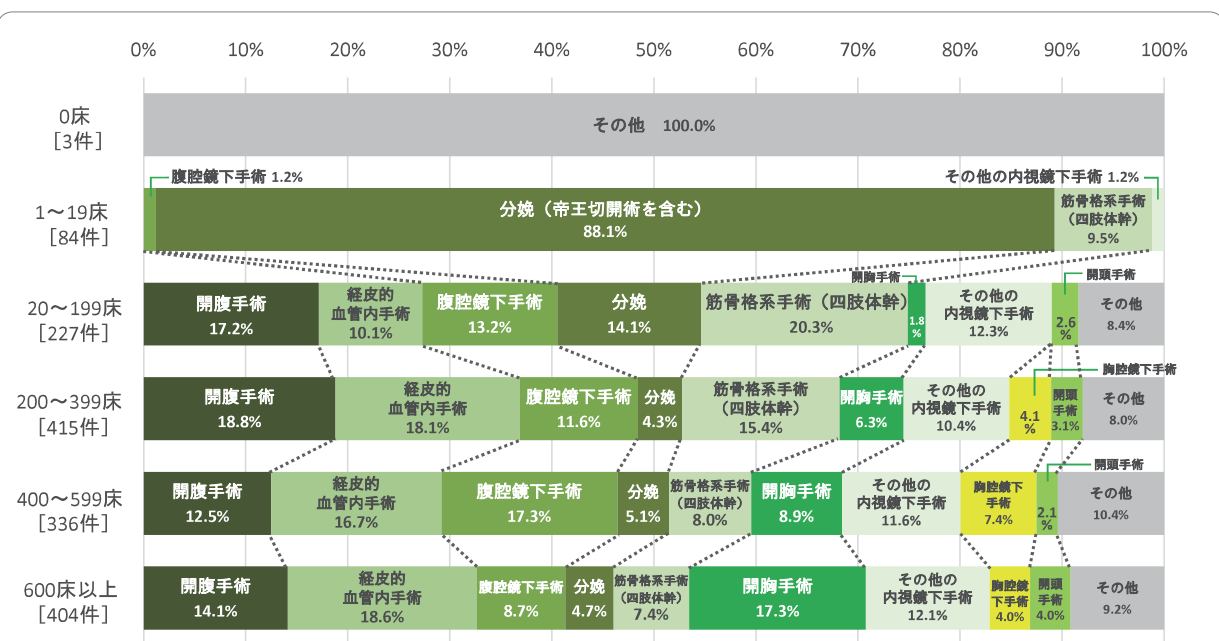 0% 10% 20% 30% 40% 50% 60% 70% 80% 90% 100%
0床
[3件]
その他 100.0%
腹腔鏡下手術 1.2%
その他の内視鏡下手術 1.2%
1～19床
[84件]
分娩（帝王切開術を含む）
88.1%
筋骨格系手術
（四肢体幹）
9.5%
開胸手術
開頭手術
20～199床
[227件]
開腹手術
17.2%
経皮的
血管内手術
10.1%
腹腔鏡下手術
13.2%
分娩
14.1%
筋骨格系手術（四肢体幹）
20.3%
1.8
%
その他の
内視鏡下手術
12.3%
2.6
%
その他
8.4%
胸腔鏡下手術
200～399床
[415件]
開腹手術
18.8%
経皮的
血管内手術
18.1%
腹腔鏡下手術
11.6%
分娩
4.3%
筋骨格系手術
（四肢体幹）
15.4%
開胸手術
6.3%
その他の
内視鏡下手術
10.4%
4.1
%
開頭
手術
3.1%
その他
8.0%
開頭手術
400～599床
[336件]
開腹手術
12.5%
経皮的
血管内手術
16.7%
腹腔鏡下手術
17.3%
分娩
5.1%
筋骨格系手術
（四肢体幹）
8.0%
開胸手術
8.9%
その他の
内視鏡下手術
11.6%
胸腔鏡下
手術
7.4%
2.1
%
その他
10.4%
600床以上
[404件]
開腹手術
14.1%
経皮的
血管内手術
18.6%
腹腔鏡下手術
8.7%
分娩
4.7%
筋骨格系手術
（四肢体幹）
7.4%
開胸手術
17.3%
その他の
内視鏡下手術
12.1%
胸腔鏡
下手術
4.0%
開頭
手術
4.0%
その他
9.2%